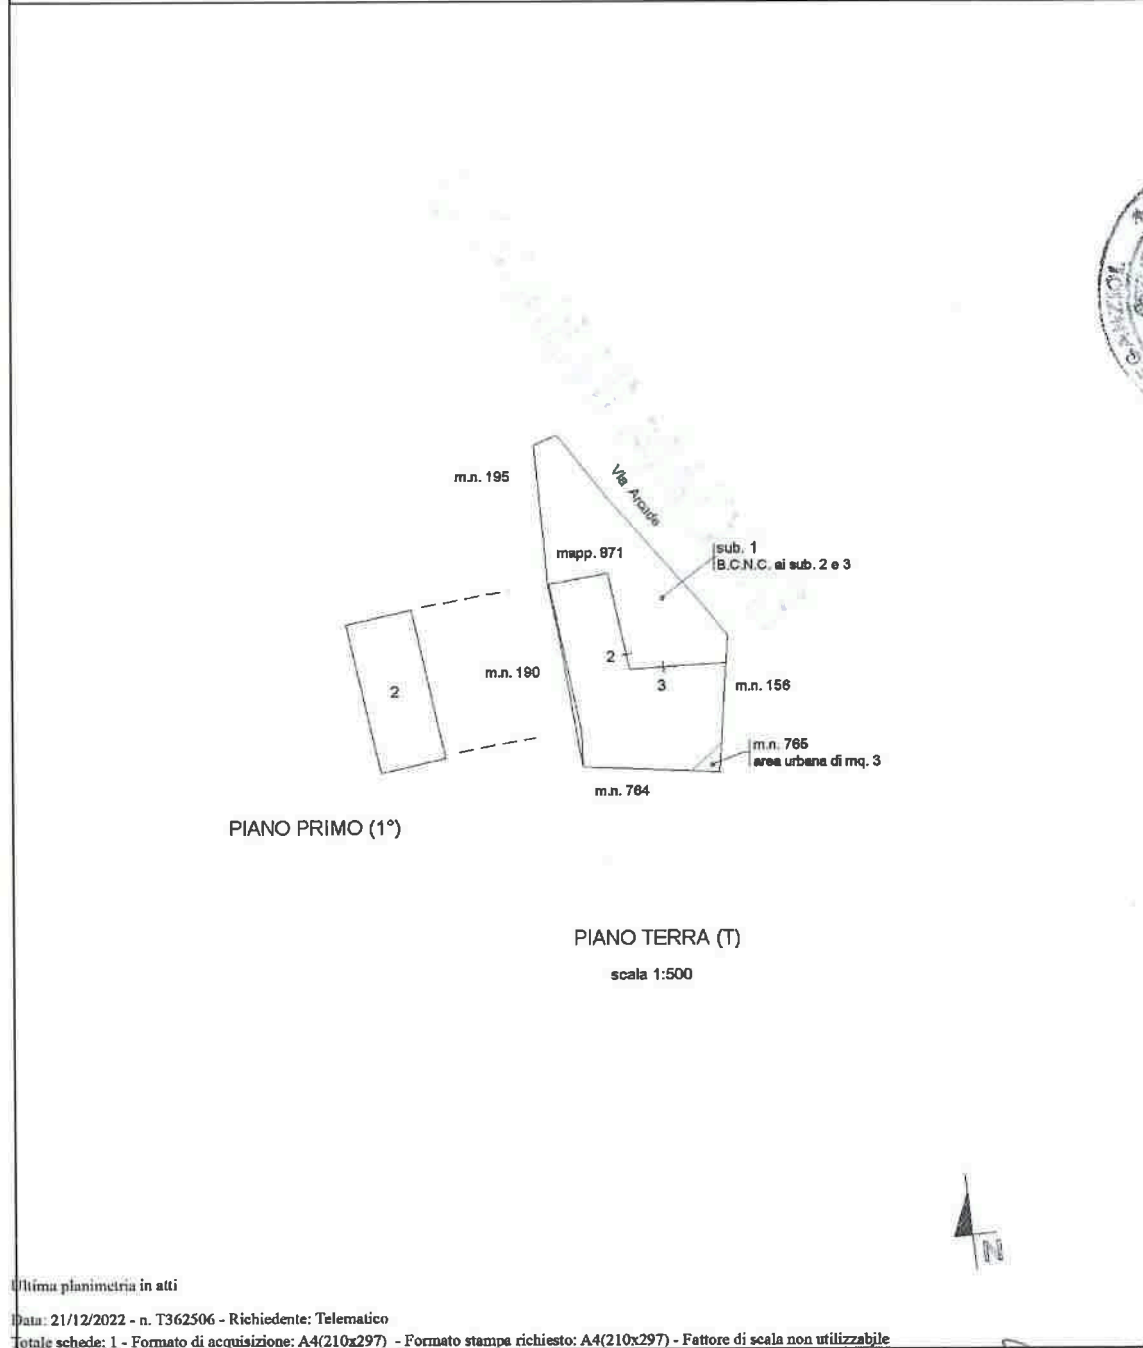 m.n. 195
Via Arcade
mapp. 871
sub. 1
B.C.N.C. ai sub. 2 e 3
2
3
m.n. 190
2
m.n. 156
m.n. 765
area urbana di mq. 3
m.n. 764
PIANO PRIMO (1°)
PIANO TERRA (T)
scala 1:500
N
Ultima planimetria in atti
Data: 21/12/2022 - n. T362506 - Richiedente: Telematico
Totale schede: 1 - Formato di acquisizione: A4(210x297) - Formato stampa richiesto: A4(210x297) - Fattore di scala non utilizzabile